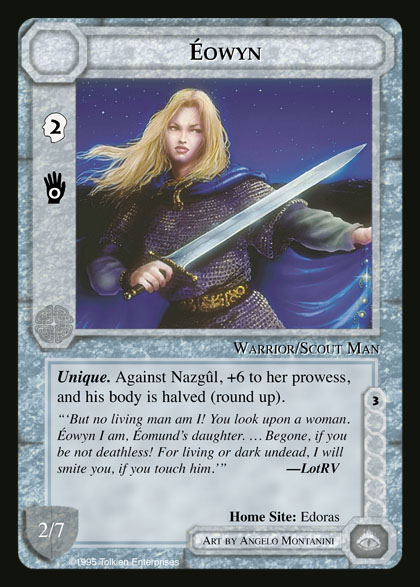 Éowyn
2
Warrior/Scout Man
Unique. Against Nazgûl, +6 to her prowess,
and his body is halved (round up).
“‘But no living man am I! You look upon a woman.
Éowyn I am, Éomund’s daughter. … Begone, if you
be not deathless! For living or dark undead, I will
smite you, if you touch him.’” —LotRV
3
Home Site: Edoras
2/7
Art by Angelo Montanini
©1995 Tolkien Enterprises